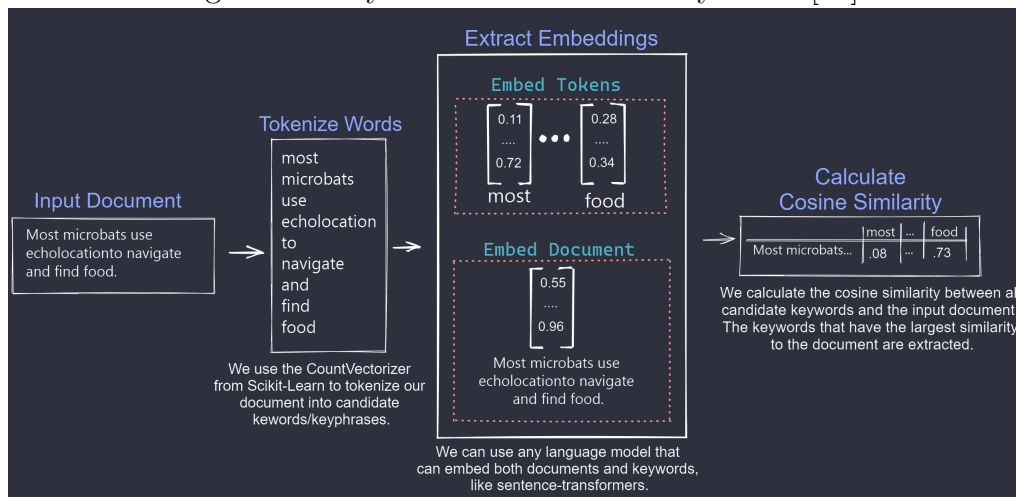 Input Document
Most microbats use
echolocationto navigate
and find food.
Tokenize Words
most
microbats
use
echolocation
to
navigate
and
find
food
We use the CountVectorizer
from Scikit-Learn to tokenize our
document into candidate
kewords/keyphrases.
Extract Embeddings
Embed Tokens
0.11 0.28
.... ....
0.72 0.34
most food
Embed Document
0.55
....
0.96
Most microbats use
echolocationto navigate
and find food.
We can use any language model that
can embed both documents and keywords,
like sentence-transformers.
Calculate
Cosine Similarity
most ... food
Most microbats... .08 ... .73
We calculate the cosine similarity between al
candidate keywords and the input document
The keywords that have the largest similarity
to the document are extracted.